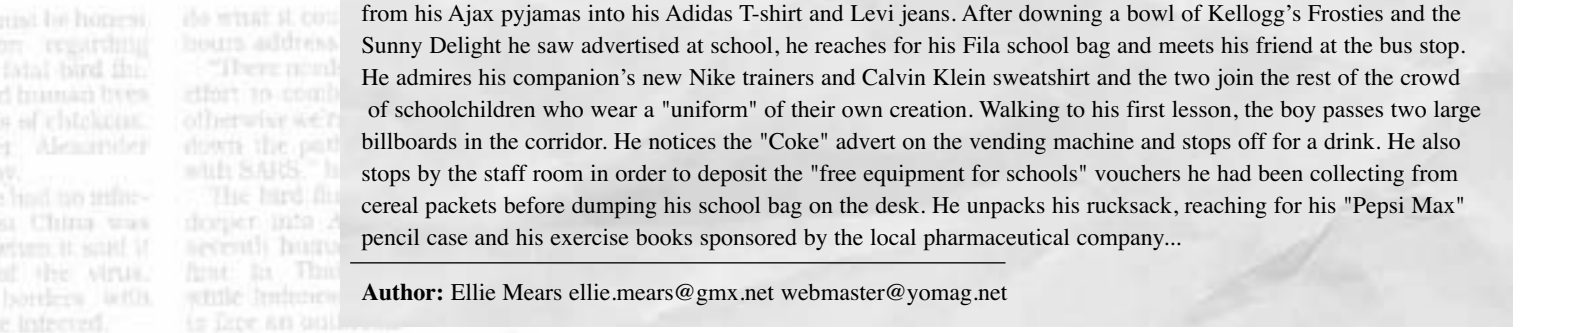 from his Ajax pyjamas into his Adidas T-shirt and Levi jeans. After downing a bowl of Kellogg's Frosties and the
Sunny Delight he saw advertised at school, he reaches for his Fila school bag and meets his friend at the bus stop.
He admires his companion's new Nike trainers and Calvin Klein sweatshirt and the two join the rest of the crowd
of schoolchildren who wear a "uniform" of their own creation. Walking to his first lesson, the boy passes two large
billboards in the corridor. He notices the "Coke" advert on the vending machine and stops off for a drink. He also
stops by the staff room in order to deposit the "free equipment for schools" vouchers he had been collecting from
cereal packets before dumping his school bag on the desk. He unpacks his rucksack, reaching for his "Pepsi Max"
pencil case and his exercise books sponsored by the local pharmaceutical company...
Author: Ellie Mears ellie.mears@gmx.net webmaster@yomag.net